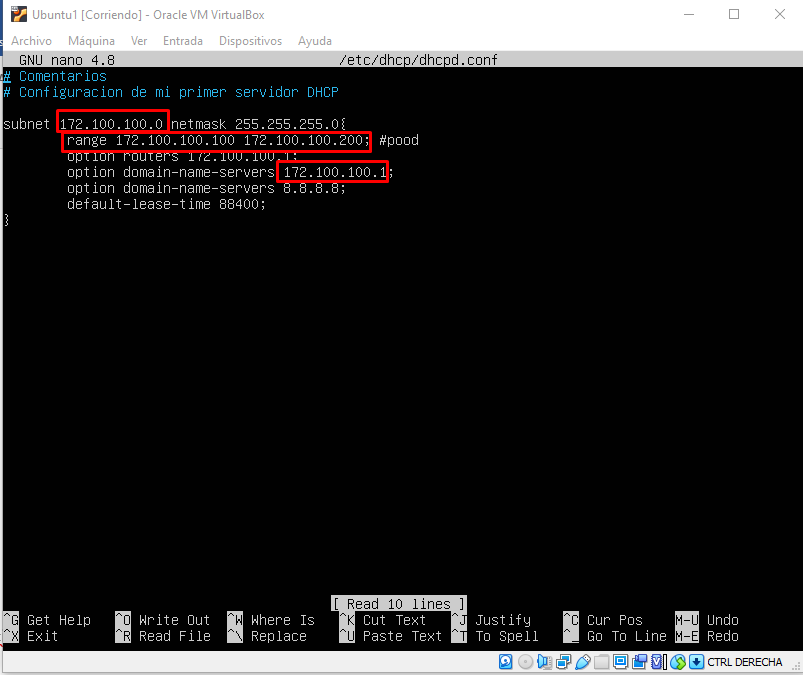 Ubuntu1 [Corriendo] - Oracle VM VirtualBox
Archivo Máquina Ver Entrada Dispositivos Ayuda
GNU nano 4.8 /etc/dhcp/dhcpd.conf
# Comentarios
# Configuracion de mi primer servidor DHCP
subnet 172.100.100.0 netmask 255.255.255.0{
range 172.100.100.100 172.100.100.200; #pood
option routers 172.100.100.1;
option domain-name-servers 172.100.100.1;
option domain-name-servers 8.8.8.8;
default-lease-time 88400;
}
[ Read 10 lines ]
^G Get Help ^O Write Out ^W Where Is ^K Cut Text ^J Justify ^C Cur Pos M-U Undo
^X Exit ^R Read File ^\ Replace ^U Paste Text ^T To Spell ^_ Go To Line M-E Redo
CTRL DERECHA